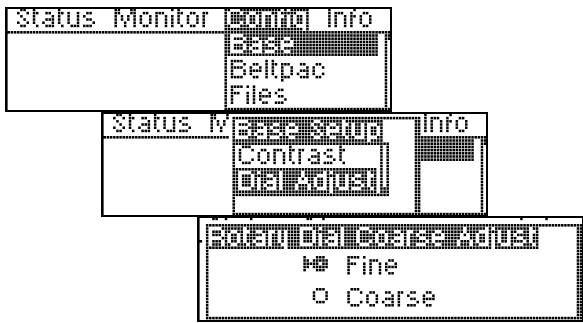 Status Monitor Config Info
Base
Beltpac
Files
Status M Base Setup Info
Contrast
Dial Adjust
Rotary Dial Coarse Adjust
Fine
Coarse